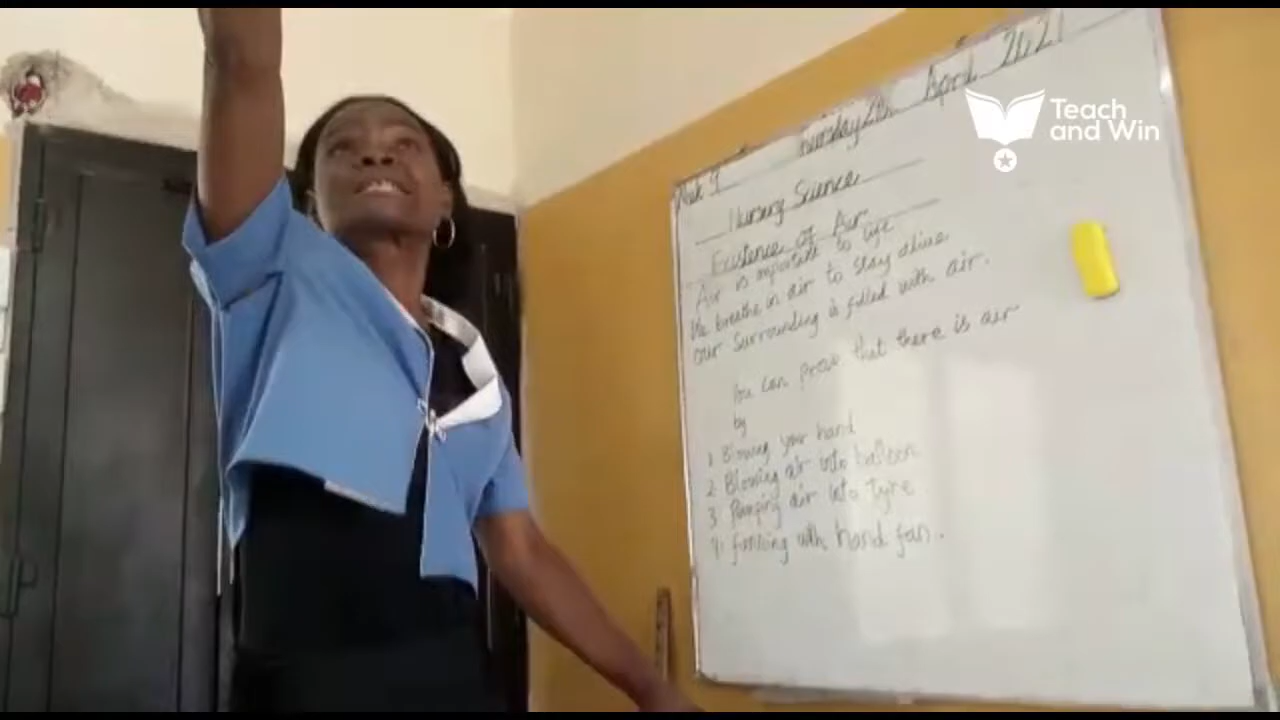 Week 9
April 2021
Nursery Science
Existence of Air
Air is important to life
We breathe in air to stay alive
Our Surrounding is filled with air.
You can prove that there is air
by
1 Blowing your hand
2 Blowing air into balloon
3 Pumping air into Tyre
4. fanning with hand fan.
Teach
and Win